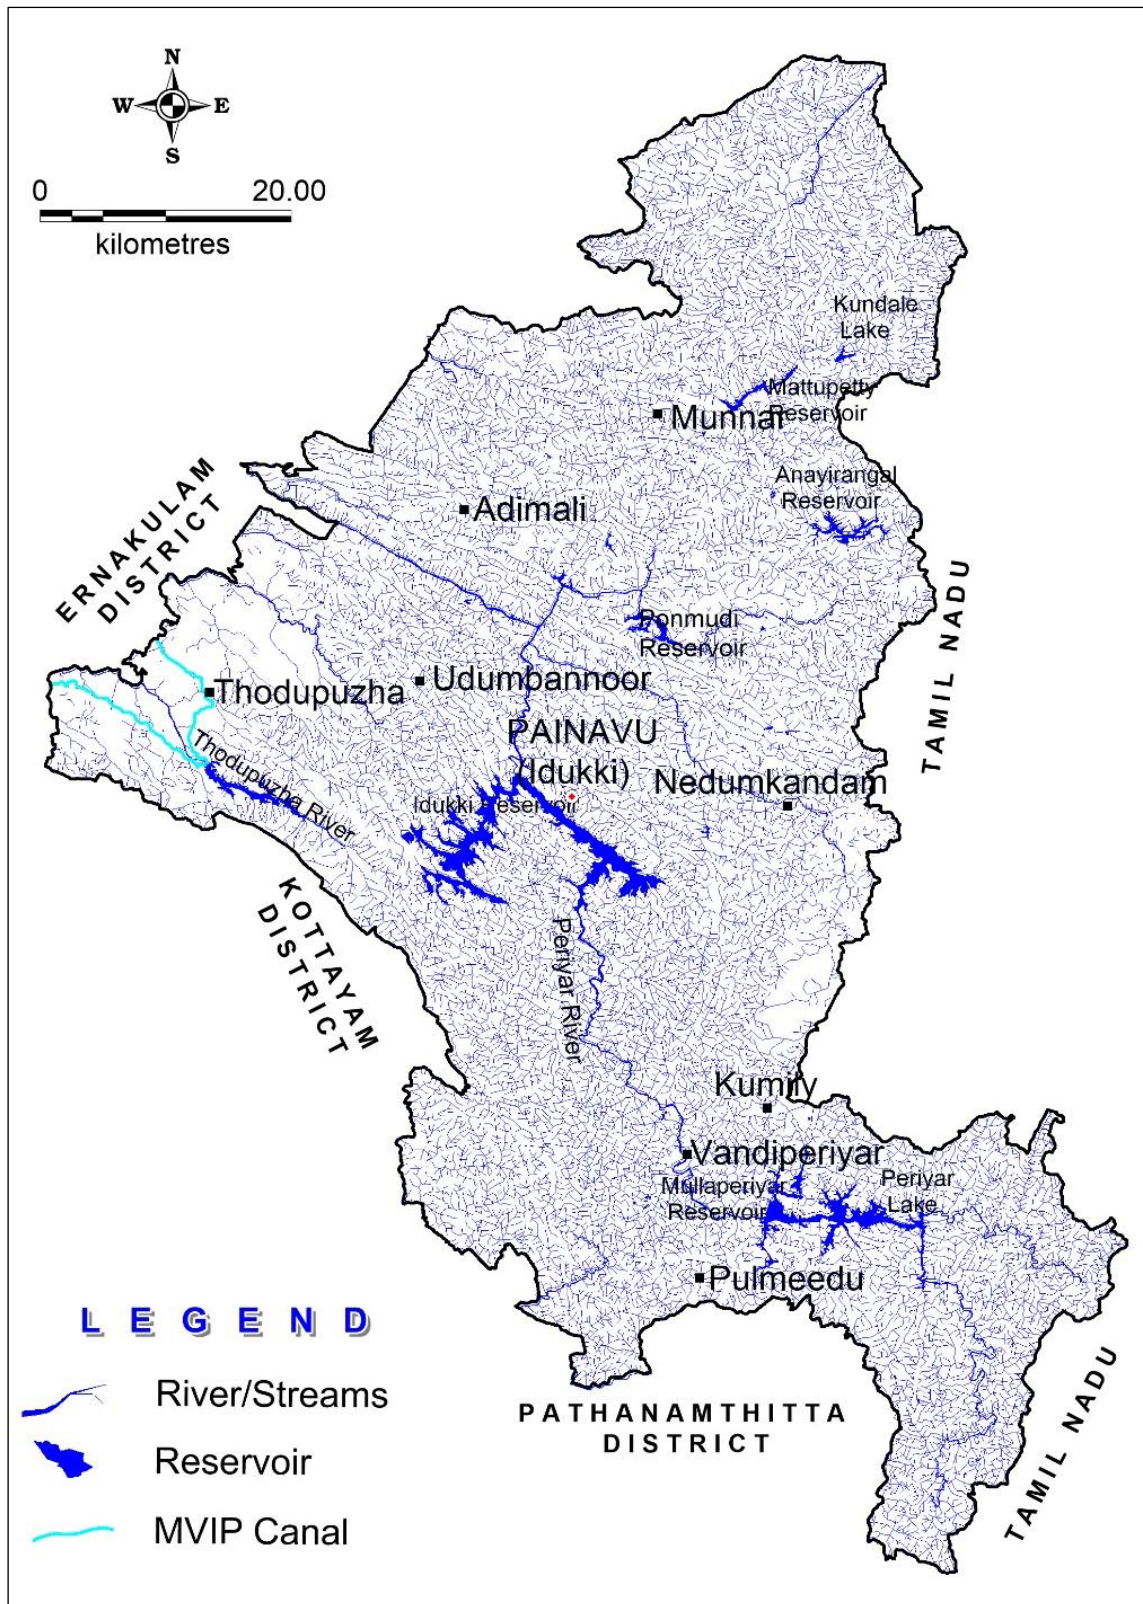 N
W E
S
0 20.00
kilometres
Kundale
Lake
Mattupetty
Reservoir
Munnar
Anayirangal
Reservoir
Adimali
ERNAKULAM
DISTRICT
TAMIL NADU
Ponmudi
Reservoir
Udumbannoor
Thodupuzha
PAINAVU
(Idukki)
Thodupuzha River
Nedumkandam
Idukki Reservoir
KOTTAYAM
DISTRICT
Periyar River
Kumily
Vandiperiyar
Mullaperiyar
Reservoir
Periyar
Lake
Pulmeedu
LEGEND
River/Streams
Reservoir
MVIP Canal
PATHANAMTHITTA
DISTRICT
TAMIL NADU